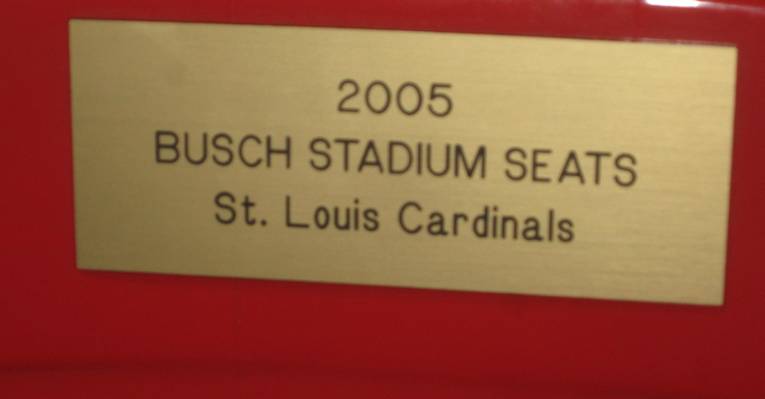 2005
BUSCH STADIUM SEATS
St. Louis Cardinals